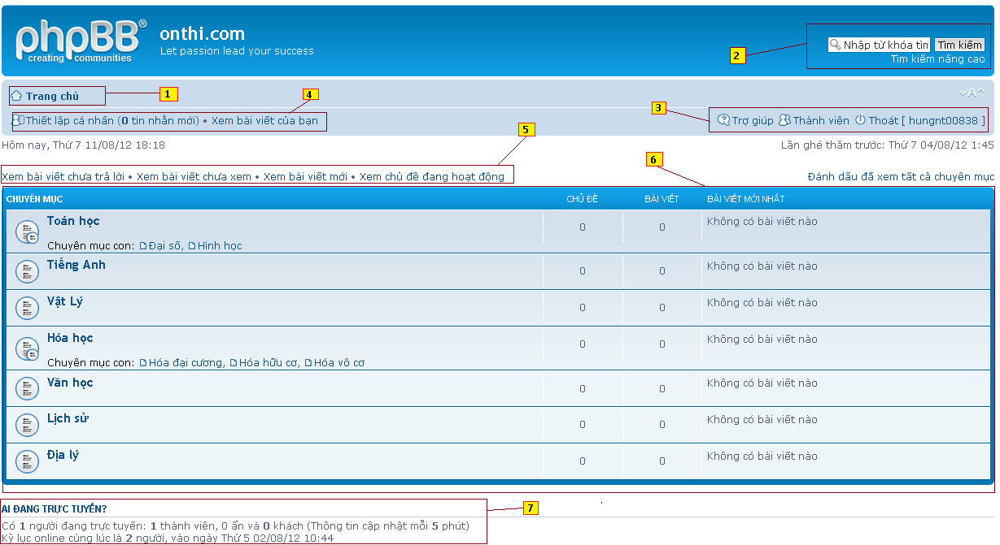 phpBB®
creating communities
onthi.com
Let passion lead your success
2
Nhập từ khóa tìm
Tìm kiếm
Tìm kiếm nâng cao
Trang chủ
1
4
A
Thiết lập cá nhân (0 tin nhắn mới) • Xem bài viết của bạn
3
Trợ giúp Thành viên Thoát [ hungnt00838 ]
5
Hôm nay, Thứ 7 11/08/12 18:18
Lần ghé thăm trước: Thứ 7 04/08/12 1:45
6
Xem bài viết chưa trả lời • Xem bài viết chưa xem • Xem bài viết mới • Xem chủ đề đang hoạt động
Đánh dấu đã xem tất cả chuyên mục
CHUYÊN MỤC CHỦ ĐỀ BÀI VIẾT BÀI VIẾT MỚI NHẤT
Toán học 0 0 Không có bài viết nào
Chuyên mục con: Đại số, Hình học
Tiếng Anh 0 0 Không có bài viết nào
Vật Lý 0 0 Không có bài viết nào
Hóa học 0 0 Không có bài viết nào
Chuyên mục con: Hóa đại cương, Hóa hữu cơ, Hóa vô cơ
Văn học 0 0 Không có bài viết nào
Lịch sử 0 0 Không có bài viết nào
Địa lý 0 0 Không có bài viết nào
AI ĐANG TRỰC TUYẾN?
7
Có 1 người đang trực tuyến: 1 thành viên, 0 ẩn và 0 khách (Thông tin cập nhật mỗi 5 phút)
Kỷ lục online cùng lúc là 2 người, vào ngày Thứ 5 02/08/12 10:44